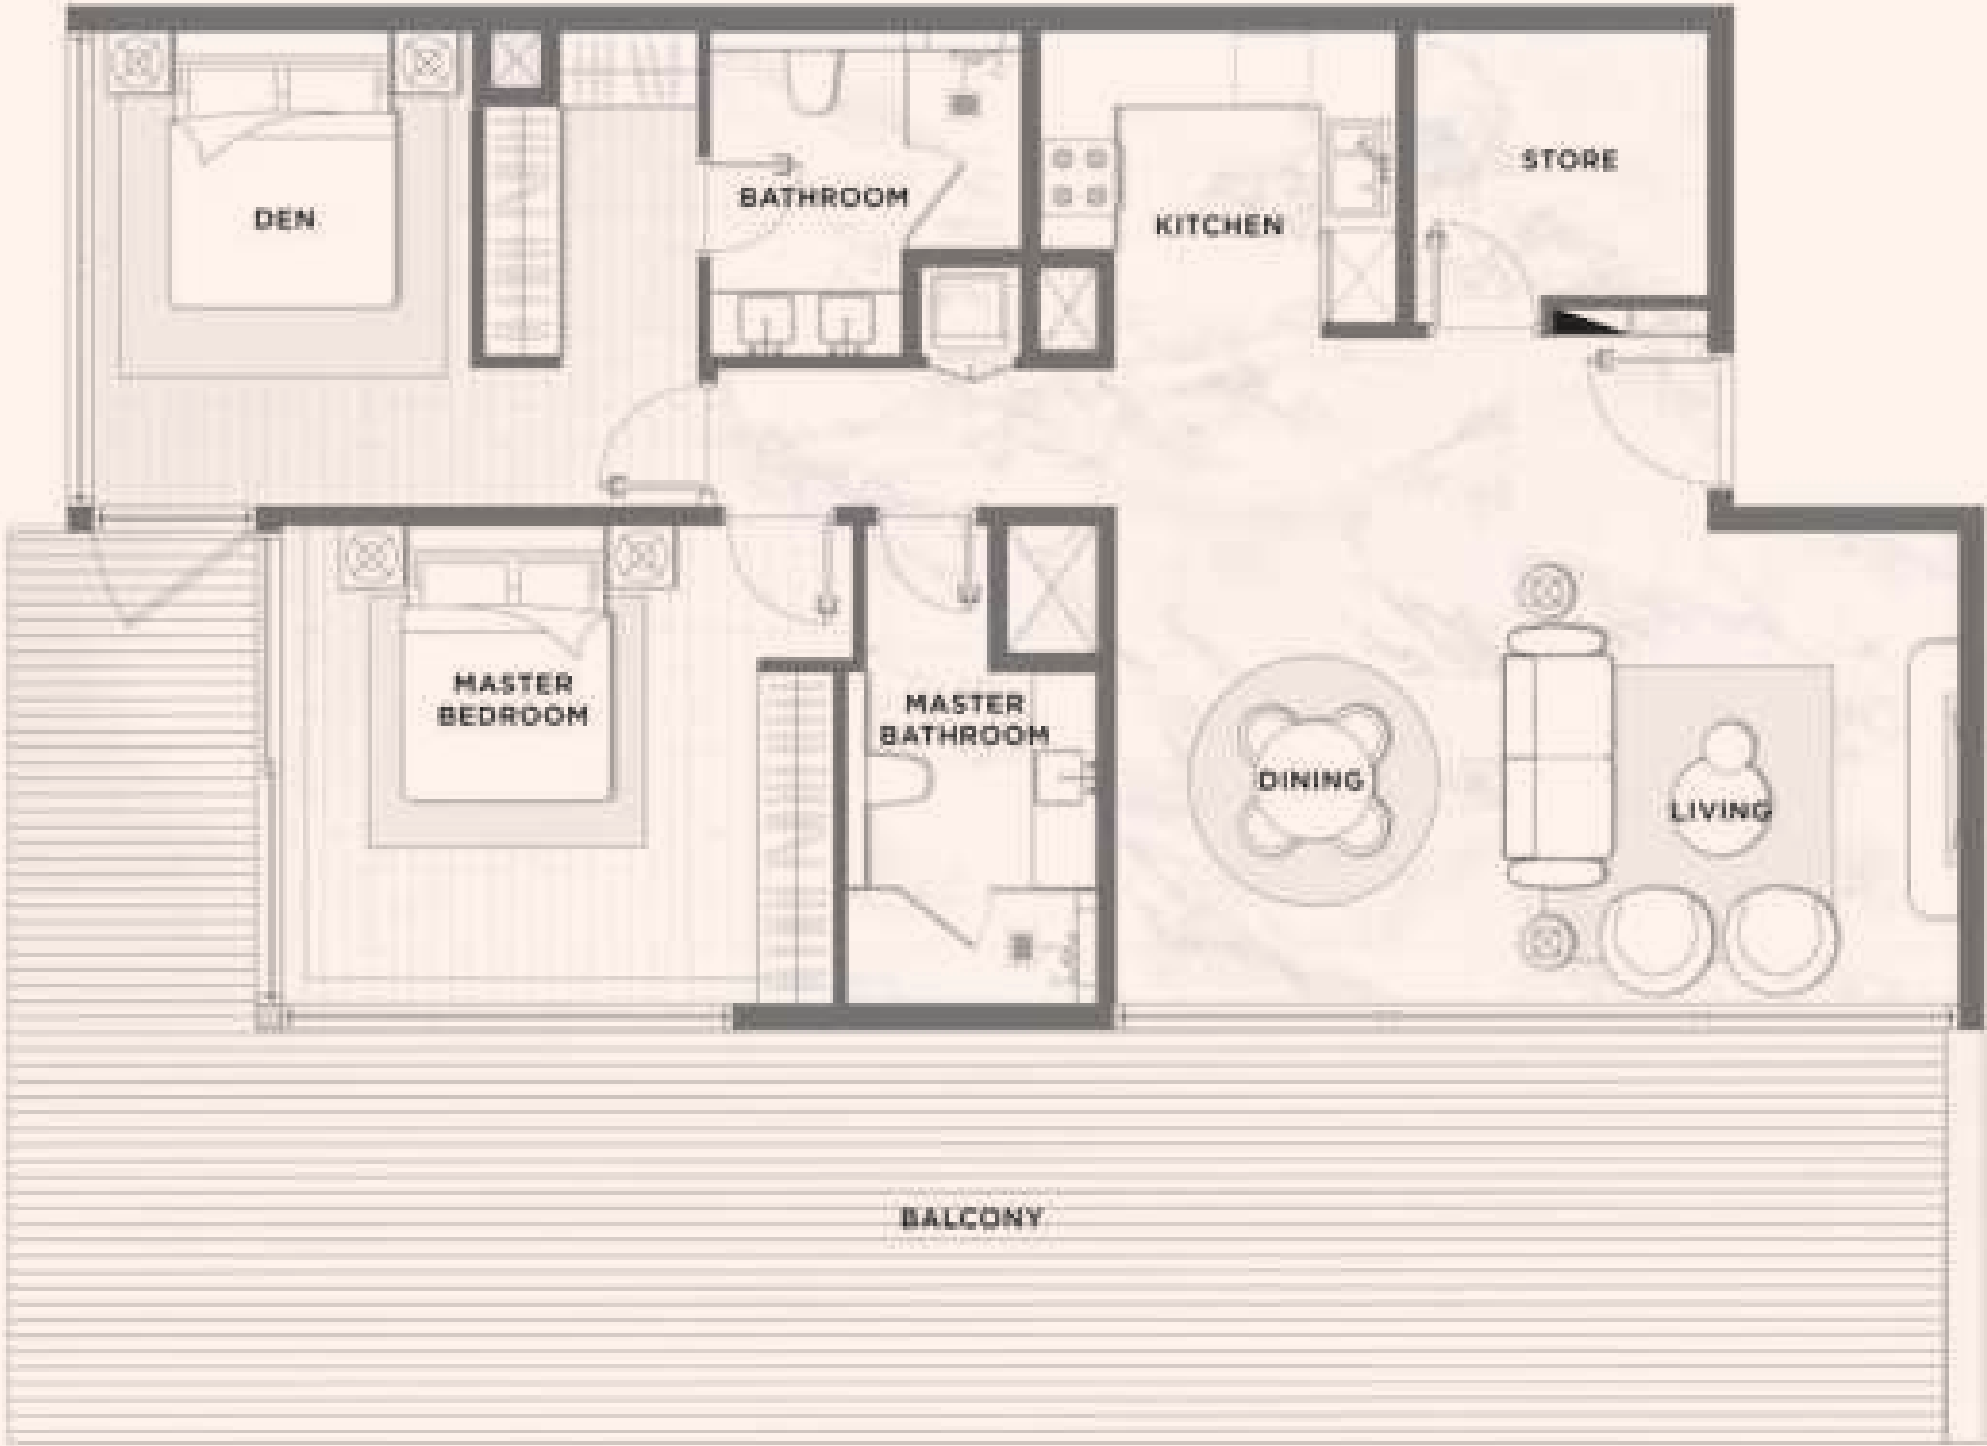 DEN
BATHROOM
KITCHEN
STORE
MASTER
BEDROOM
MASTER
BATHROOM
DINING
LIVING
BALCONY